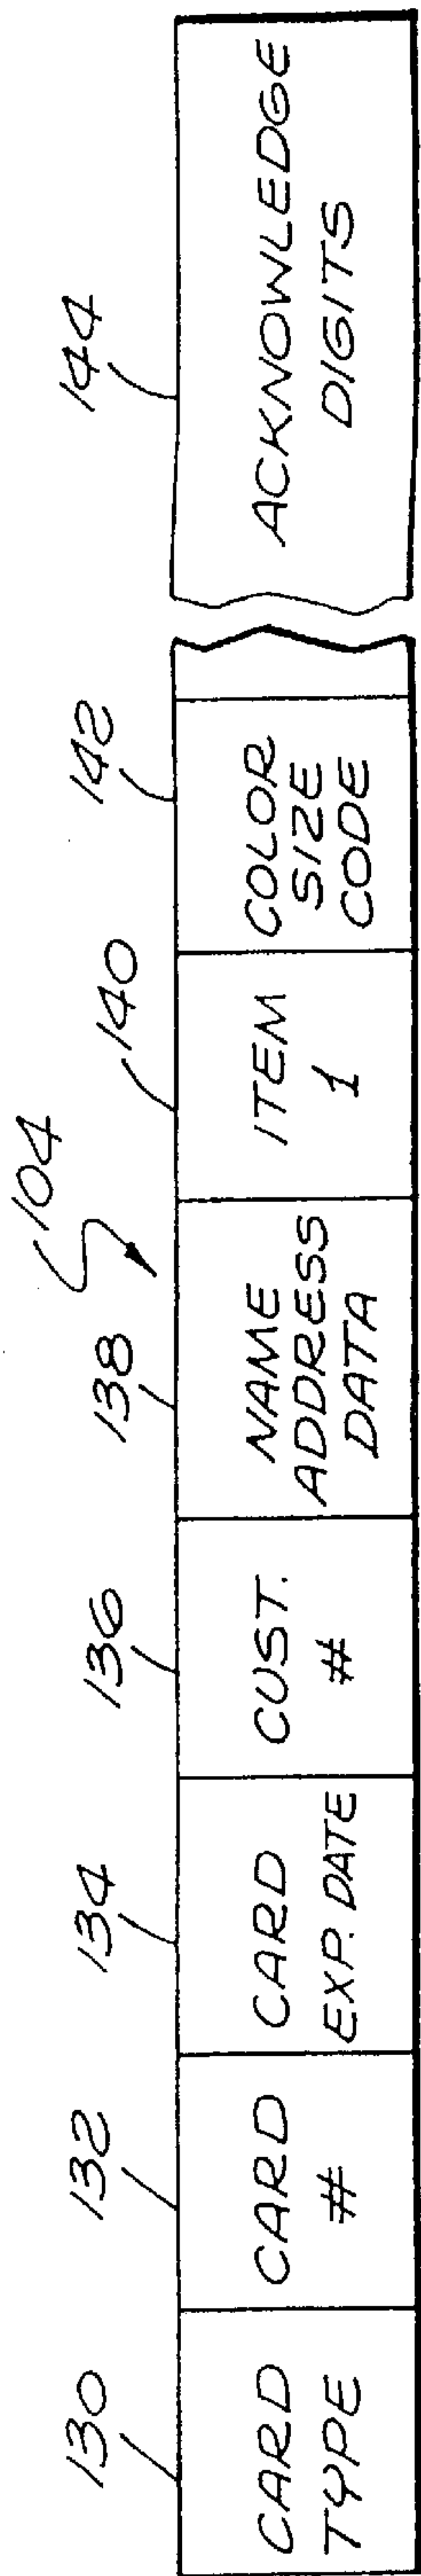 104
130
132
134
136
138
140
142
144
CARD
TYPE
CARD
#
CARD
EXP. DATE
CUST.
#
NAME
ADDRESS
DATA
ITEM
1
COLOR
SIZE
CODE
ACKNOWLEDGE
DIGITS